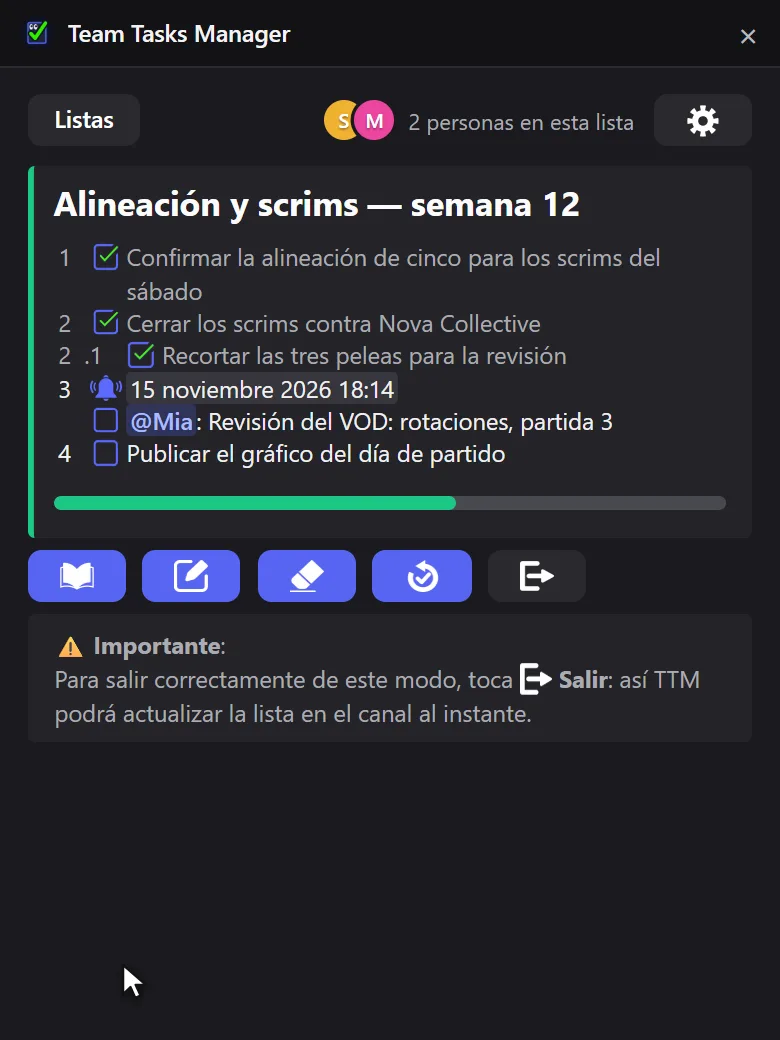 Team Tasks Manager
Listas
S M 2 personas en esta lista
Alineación y scrims — semana 12
1 Confirmar la alineación de cinco para los scrims del
sábado
2 Cerrar los scrims contra Nova Collective
2 .1 Recortar las tres peleas para la revisión
3 15 noviembre 2026 18:14
@Mia: Revisión del VOD: rotaciones, partida 3
4 Publicar el gráfico del día de partido
Importante:
Para salir correctamente de este modo, toca Salir: así TTM
podrá actualizar la lista en el canal al instante.